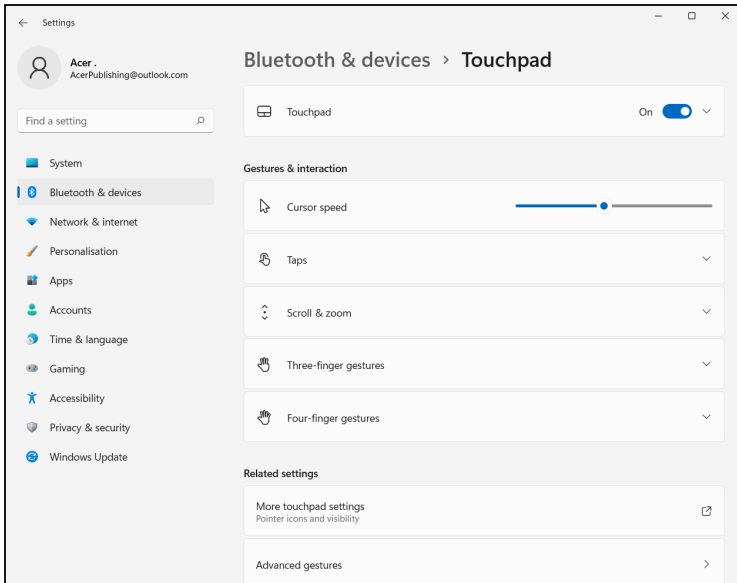 Settings
Acer .
AcerPublishing@outlook.com
Find a setting
System
Bluetooth & devices
Network & internet
Personalisation
Apps
Accounts
Time & language
Gaming
Accessibility
Privacy & security
Windows Update
Bluetooth & devices › Touchpad
Touchpad On
Gestures & interaction
Cursor speed
Taps
Scroll & zoom
Three-finger gestures
Four-finger gestures
Related settings
More touchpad settings
Pointer icons and visibility
Advanced gestures